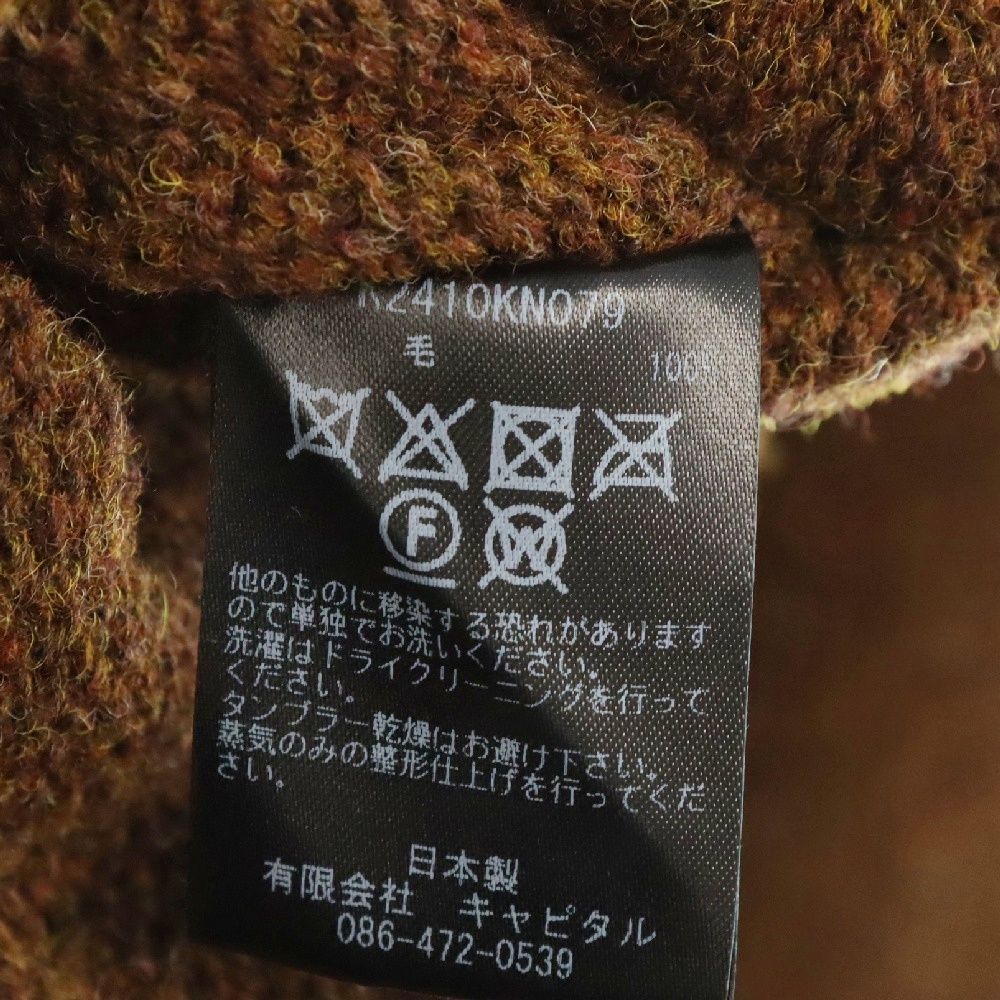 K2410KN079
毛 100%
F W
他のものに移染する恐れがあります
ので単独でお洗いください。
洗濯はドライクリーニングを行って
ください。
タンブラー乾燥はお避け下さい。
蒸気のみの整形仕上げを行ってくだ
さい。
日本製
有限会社 キャピタル
086-472-0539